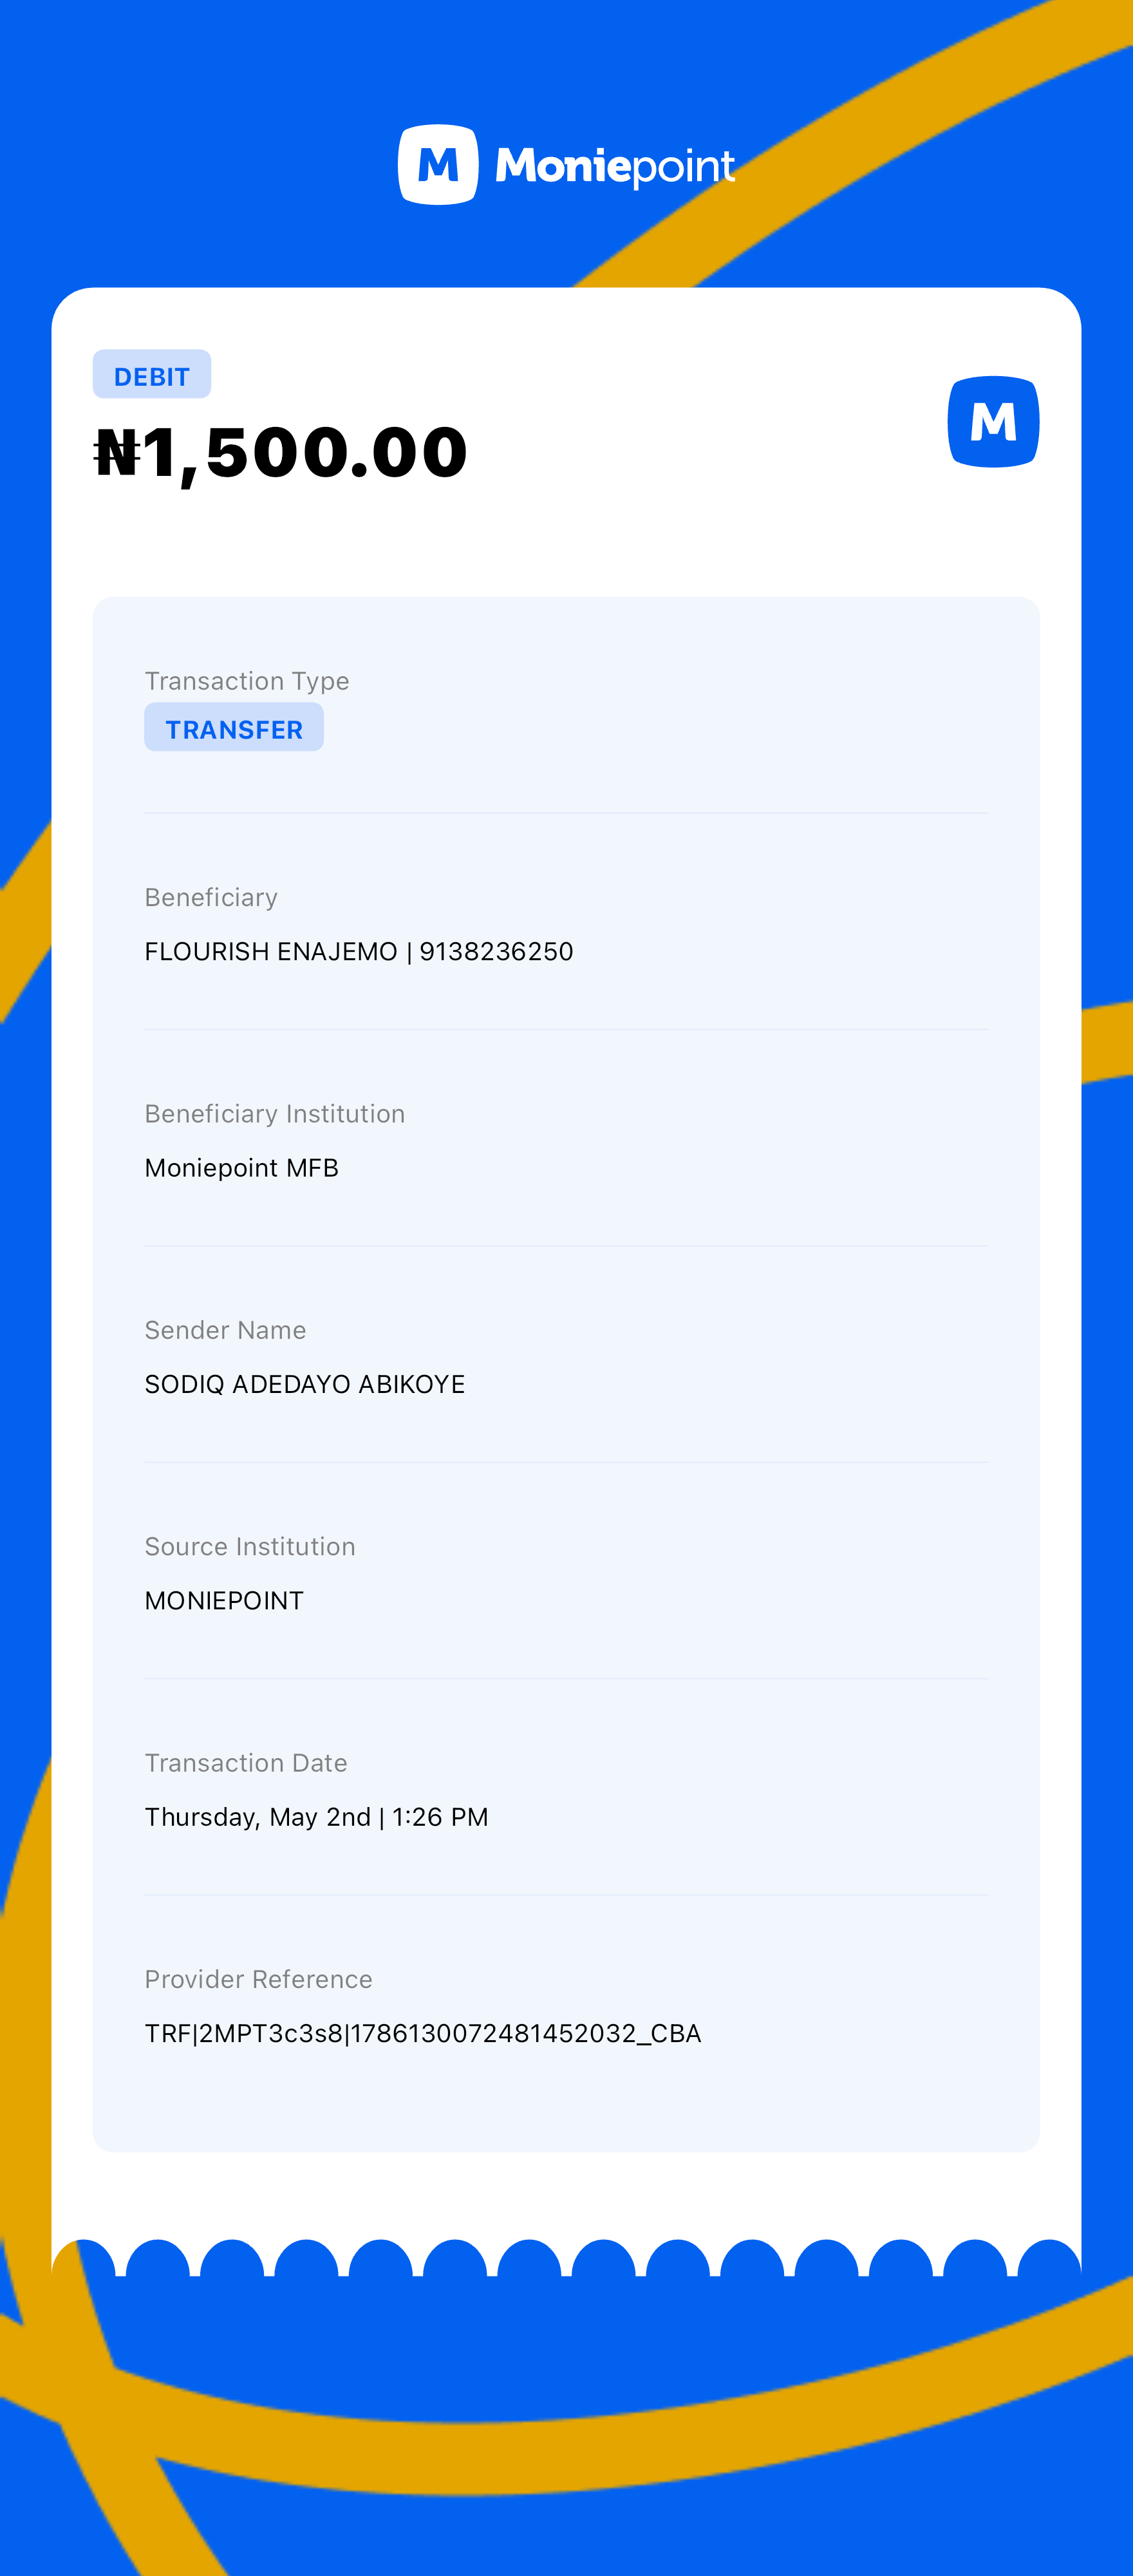 M Moniepoint
DEBIT
₦1,500.00
M
Transaction Type
TRANSFER
Beneficiary
FLOURISH ENAJEMO | 9138236250
Beneficiary Institution
Moniepoint MFB
Sender Name
SODIQ ADEDAYO ABIKOYE
Source Institution
MONIEPOINT
Transaction Date
Thursday, May 2nd | 1:26 PM
Provider Reference
TRF|2MPT3c3s8|1786130072481452032_CBA